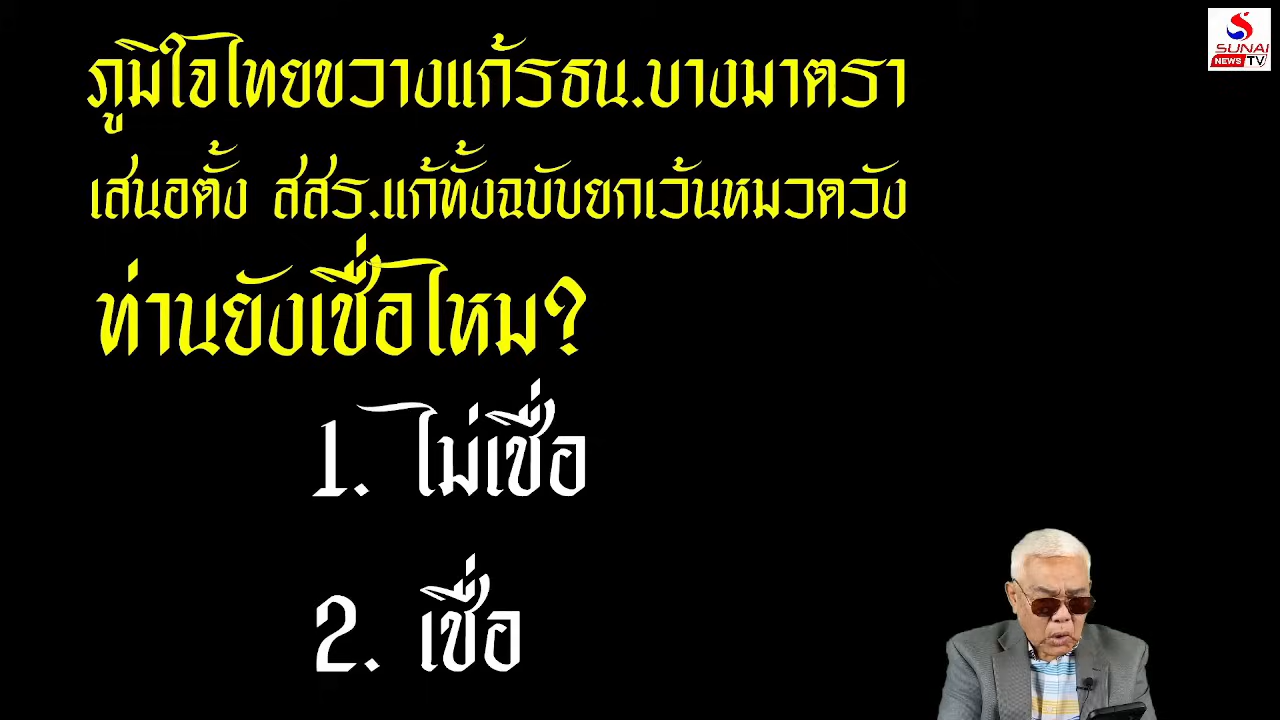 SUNAI
NEWS TV
ภูมิใจไทยขวางแก้รธน.บางมาตรา
เสนอตั้ง สสร.แก้ทั้งฉบับยกเว้นหมวดวัง
ท่านยังเชื่อไหม?
1. ไม่เชื่อ
2. เชื่อ